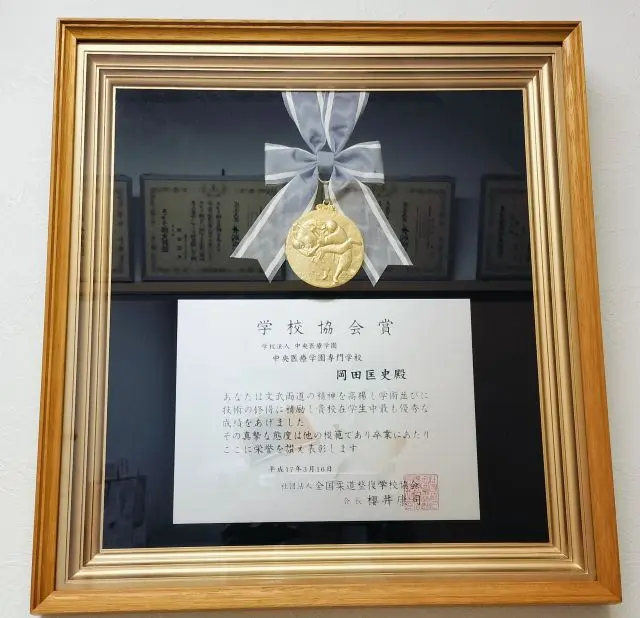 学校協会賞
学校法人 中央医療学園
中央医療学園専門学校
岡田匡史殿
あなたは文武両道の精神を高揚し学術並びに
技術の修得に精励し貴校在学生中最も優秀な
成績をあげました
その真摯な態度は他の模範であり卒業にあたり
ここに栄誉を讃え表彰します
平成17年3月16日
社団法人 全国柔道整復学校協会
会長 櫻井康司